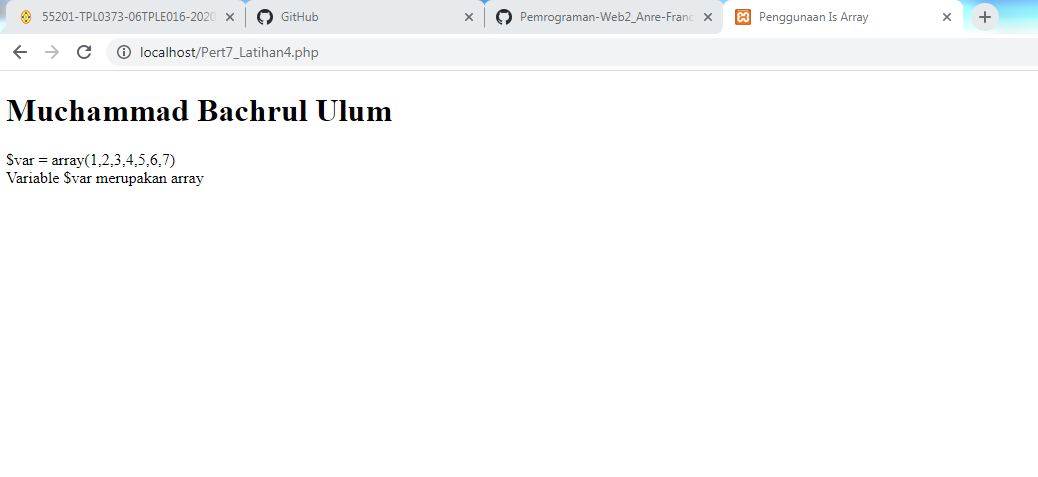 55201-TPL0373-06TPLE016-2020
GitHub
Pemrograman-Web2_Anre-Franc
Penggunaan Is Array
localhost/Pert7_Latihan4.php
Muchammad Bachrul Ulum
$var = array(1,2,3,4,5,6,7)
Variable $var merupakan array